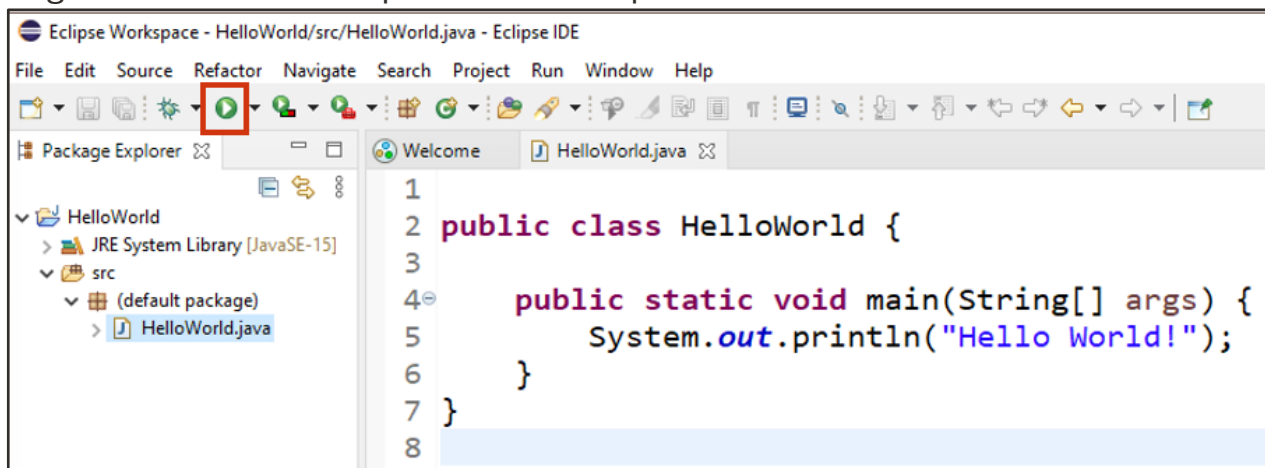 Eclipse Workspace - HelloWorld/src/HelloWorld.java - Eclipse IDE
File Edit Source Refactor Navigate Search Project Run Window Help
Package Explorer
Welcome HelloWorld.java
HelloWorld
JRE System Library [JavaSE-15]
src
(default package)
HelloWorld.java
1
2 public class HelloWorld {
3
4 public static void main(String[] args) {
5 System.out.println("Hello World!");
6 }
7 }
8